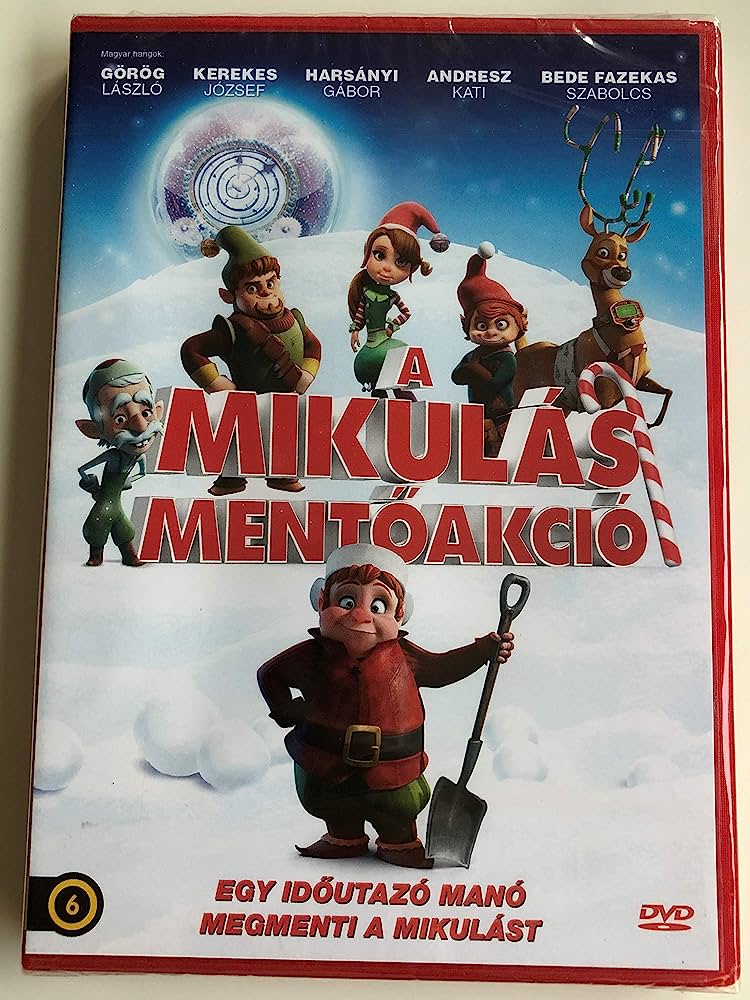 Magyar hangok:
GÖRÖG KEREKES HARSÁNYI ANDRESZ BEDE FAZEKAS
LÁSZLÓ JÓZSEF GÁBOR KATI SZABOLCS
A
MIKULÁS
MENTŐAKCIÓ
EGY IDŐUTAZÓ MANÓ
MEGMENTI A MIKULÁST
6
DVD